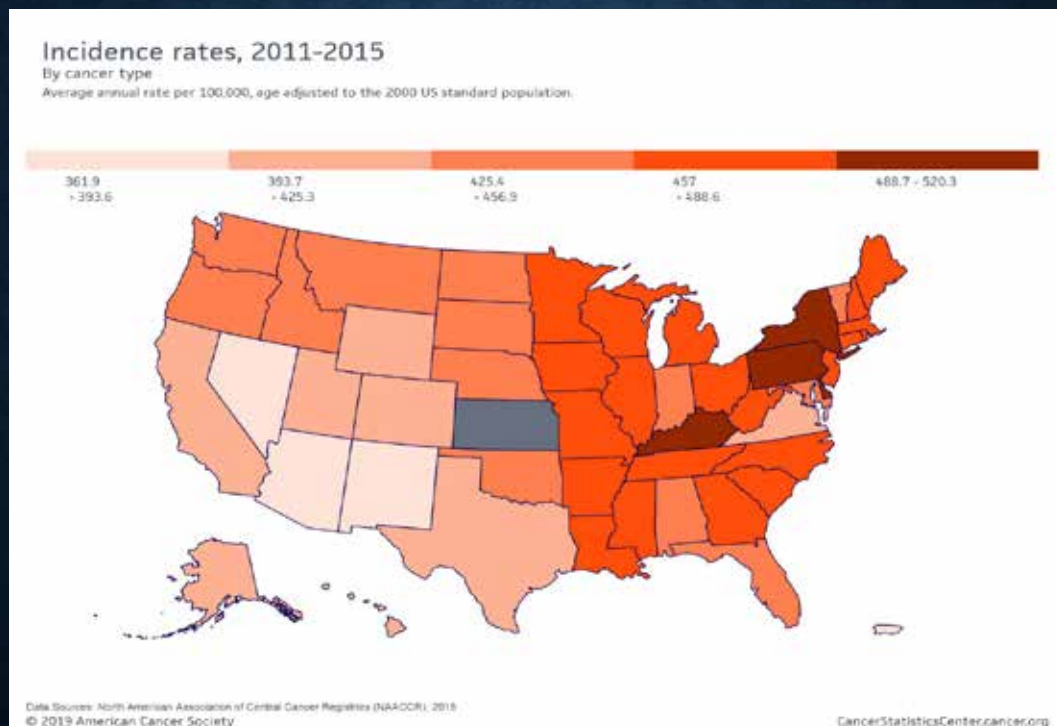 Incidence rates, 2011-2015
By cancer type
Average annual rate per 100,000, age adjusted to the 2000 US standard population.
361.9 393.7 425.4 457 488.7 - 520.3
- 393.6 - 425.3 - 456.9 - 488.6
Data Sources: North American Association of Central Cancer Registries (NAACCR), 2018
© 2019 American Cancer Society CancerStatisticsCenter.cancer.org